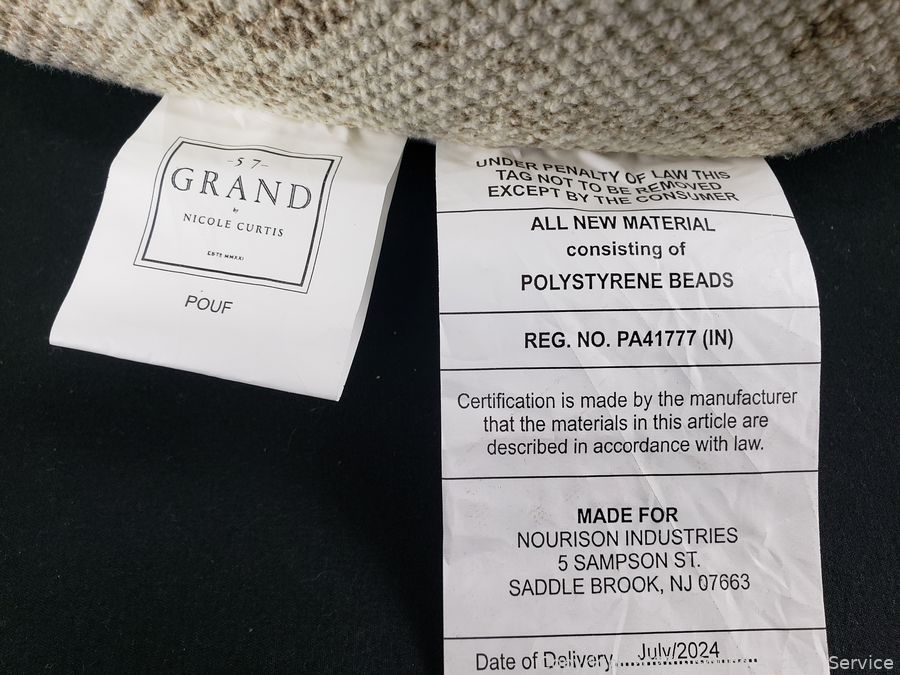 -57-
GRAND
by
NICOLE CURTIS
ESTD MMXXI
POUF
UNDER PENALTY OF LAW THIS
TAG NOT TO BE REMOVED
EXCEPT BY THE CONSUMER
ALL NEW MATERIAL
consisting of
POLYSTYRENE BEADS
REG. NO. PA41777 (IN)
Certification is made by the manufacturer
that the materials in this article are
described in accordance with law.
MADE FOR
NOURISON INDUSTRIES
5 SAMPSON ST.
SADDLE BROOK, NJ 07663
Date of Delivery July/2024
Service